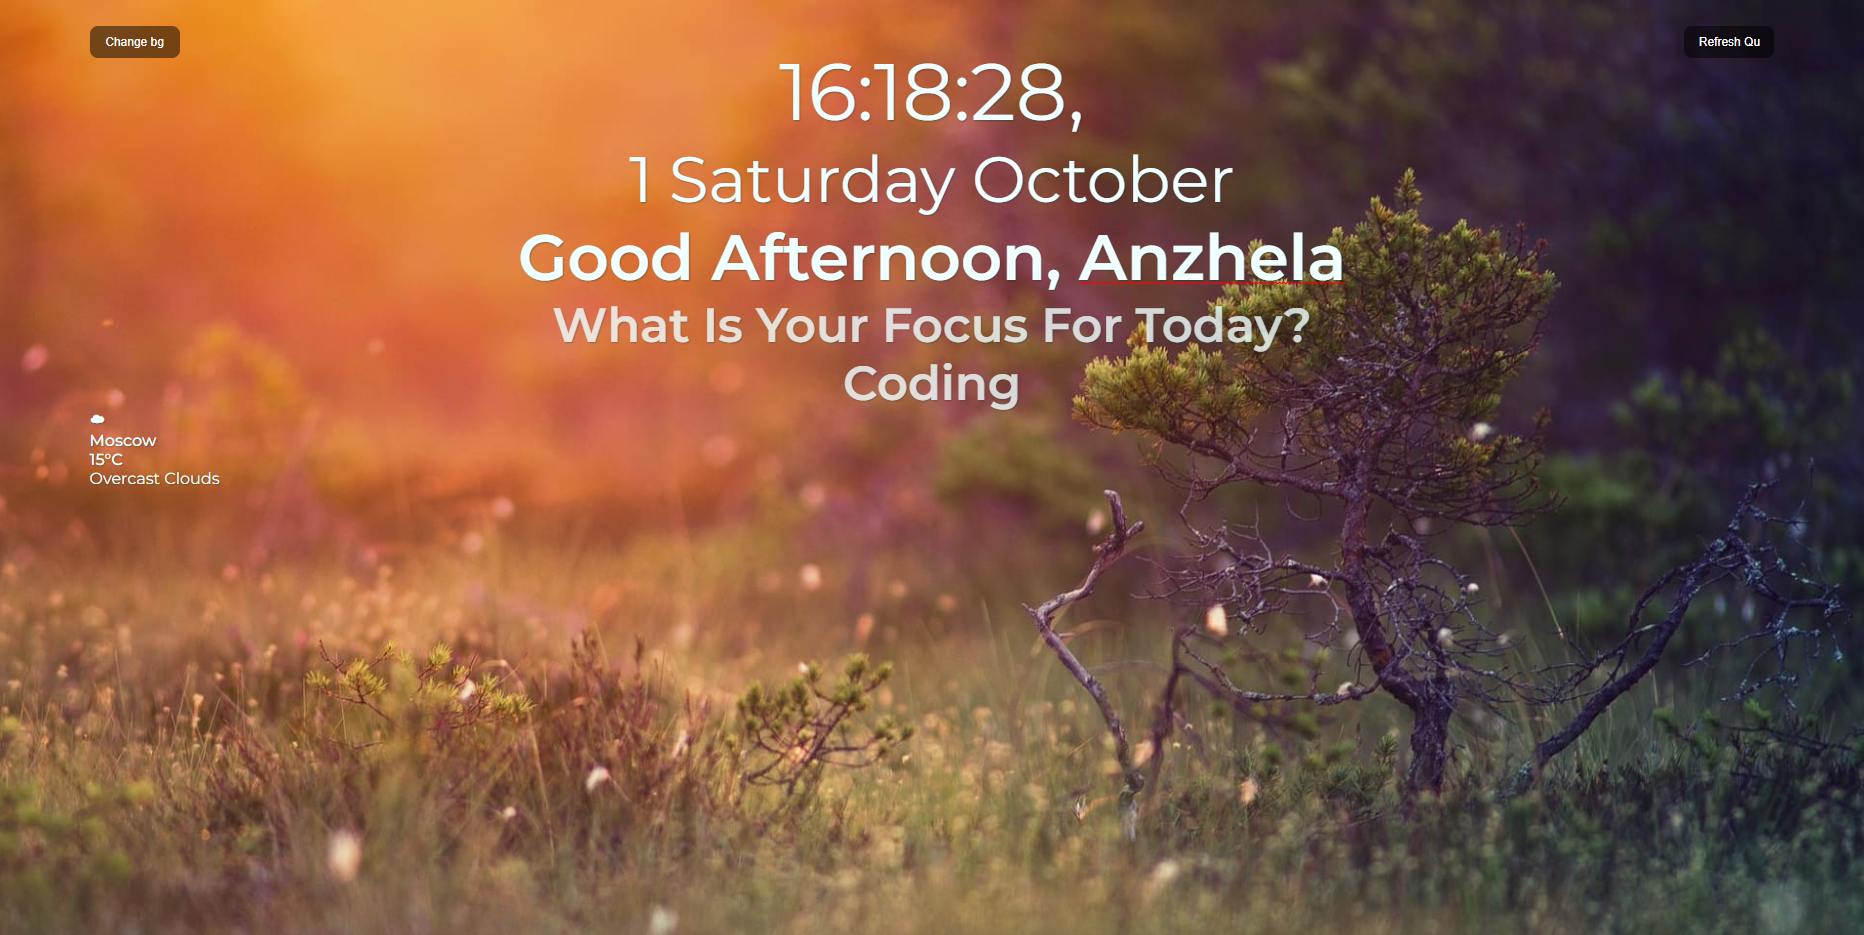 Change bg
Refresh Qu
16:18:28,
1 Saturday October
Good Afternoon, Anzhela
What Is Your Focus For Today?
Coding
Moscow
15°C
Overcast Clouds